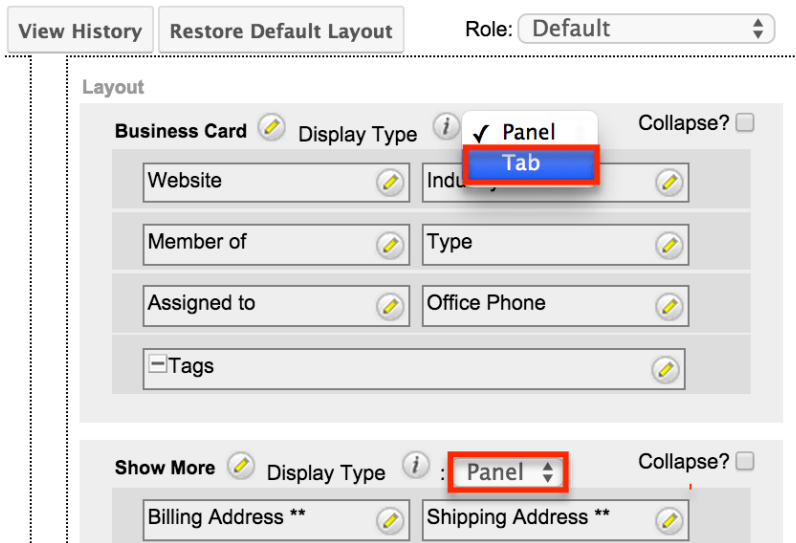 View History Restore Default Layout Role: Default
Layout
Business Card Display Type i ✓ Panel Collapse?
Tab
Website
Member of Type
Assigned to Office Phone
Tags
Show More Display Type i : Panel Collapse?
Billing Address ** Shipping Address **